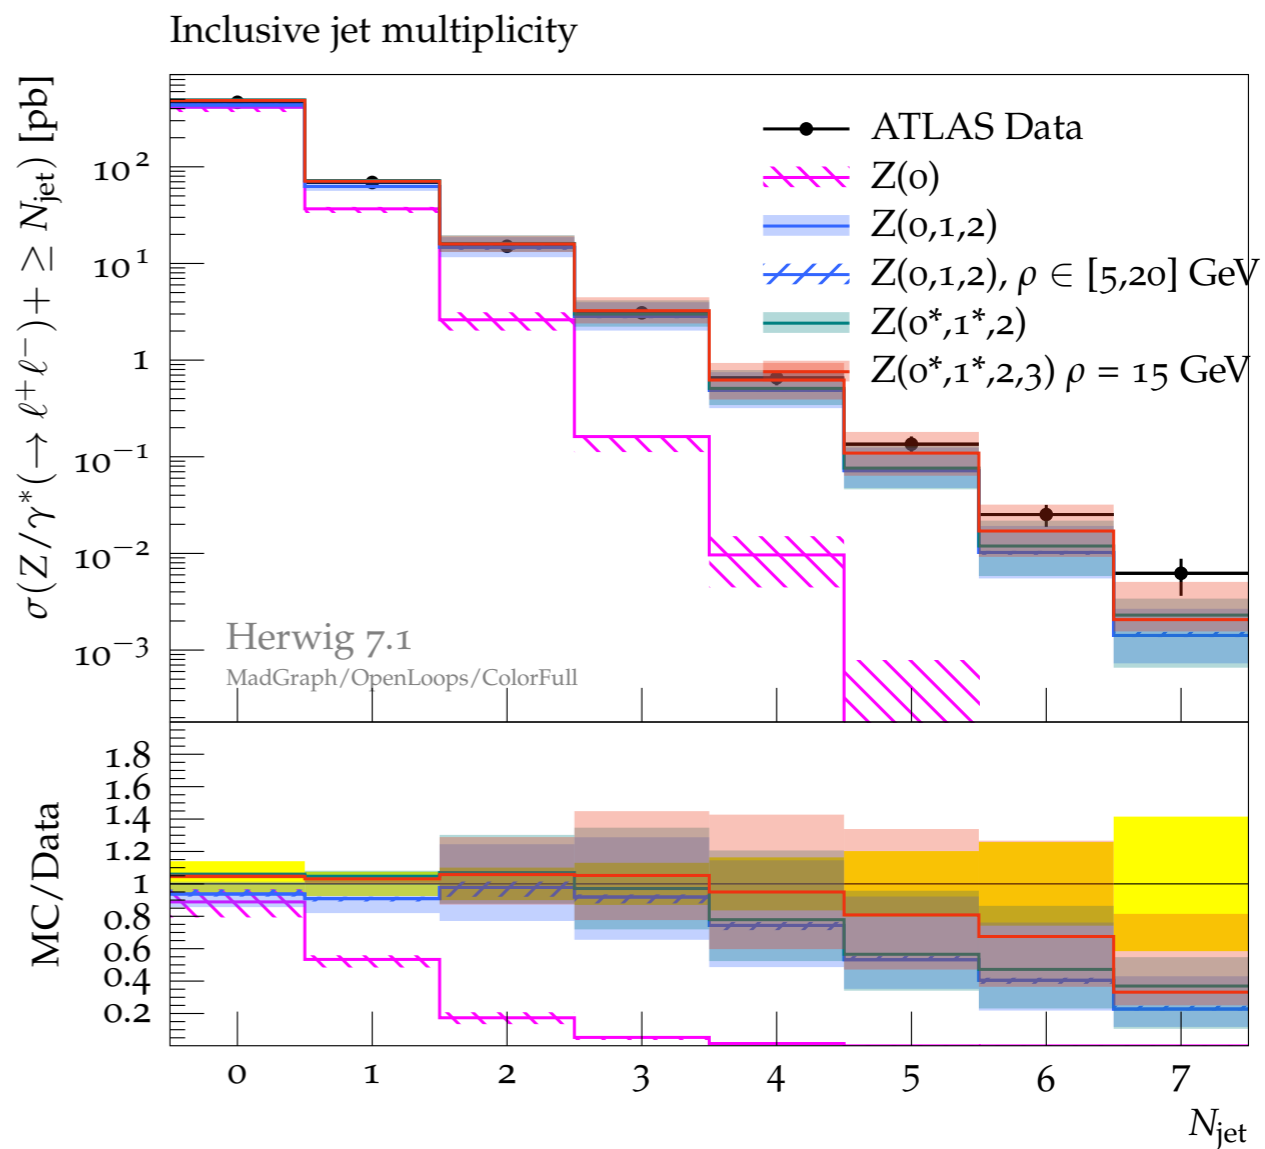 Inclusive jet multiplicity
σ(Z/γ*(→ ℓ⁺ℓ⁻)+ ≥ N_jet) [pb]
10²
10¹
1
10⁻¹
10⁻²
10⁻³
ATLAS Data
Z(0)
Z(0,1,2)
Z(0,1,2), ρ ∈ [5,20] GeV
Z(0*,1*,2)
Z(0*,1*,2,3) ρ = 15 GeV
Herwig 7.1
MadGraph/OpenLoops/ColorFull
MC/Data
1.8
1.6
1.4
1.2
1
0.8
0.6
0.4
0.2
0 1 2 3 4 5 6 7
N_jet